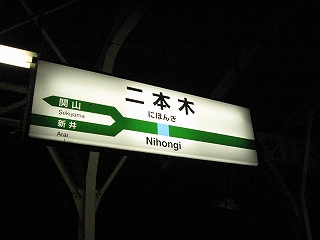 二本木
にほんぎ
Nihongi
関山
Sekiyama
新井
Arai